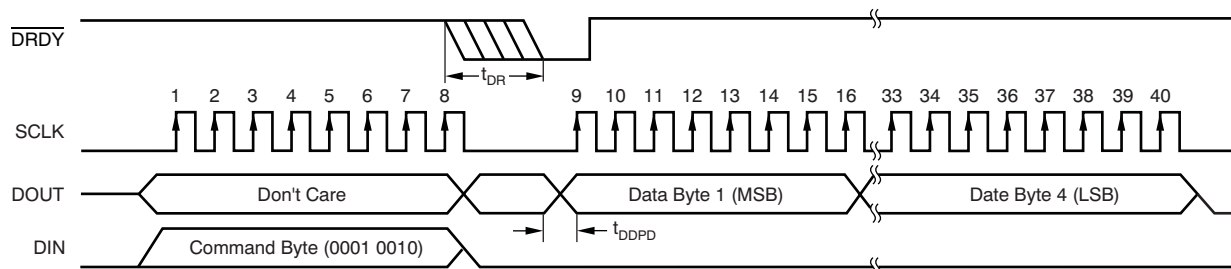 DRDY
tDR
1 2 3 4 5 6 7 8 9 10 11 12 13 14 15 16 33 34 35 36 37 38 39 40
SCLK
DOUT Don't Care Data Byte 1 (MSB) Date Byte 4 (LSB)
tDDPD
DIN Command Byte (0001 0010)